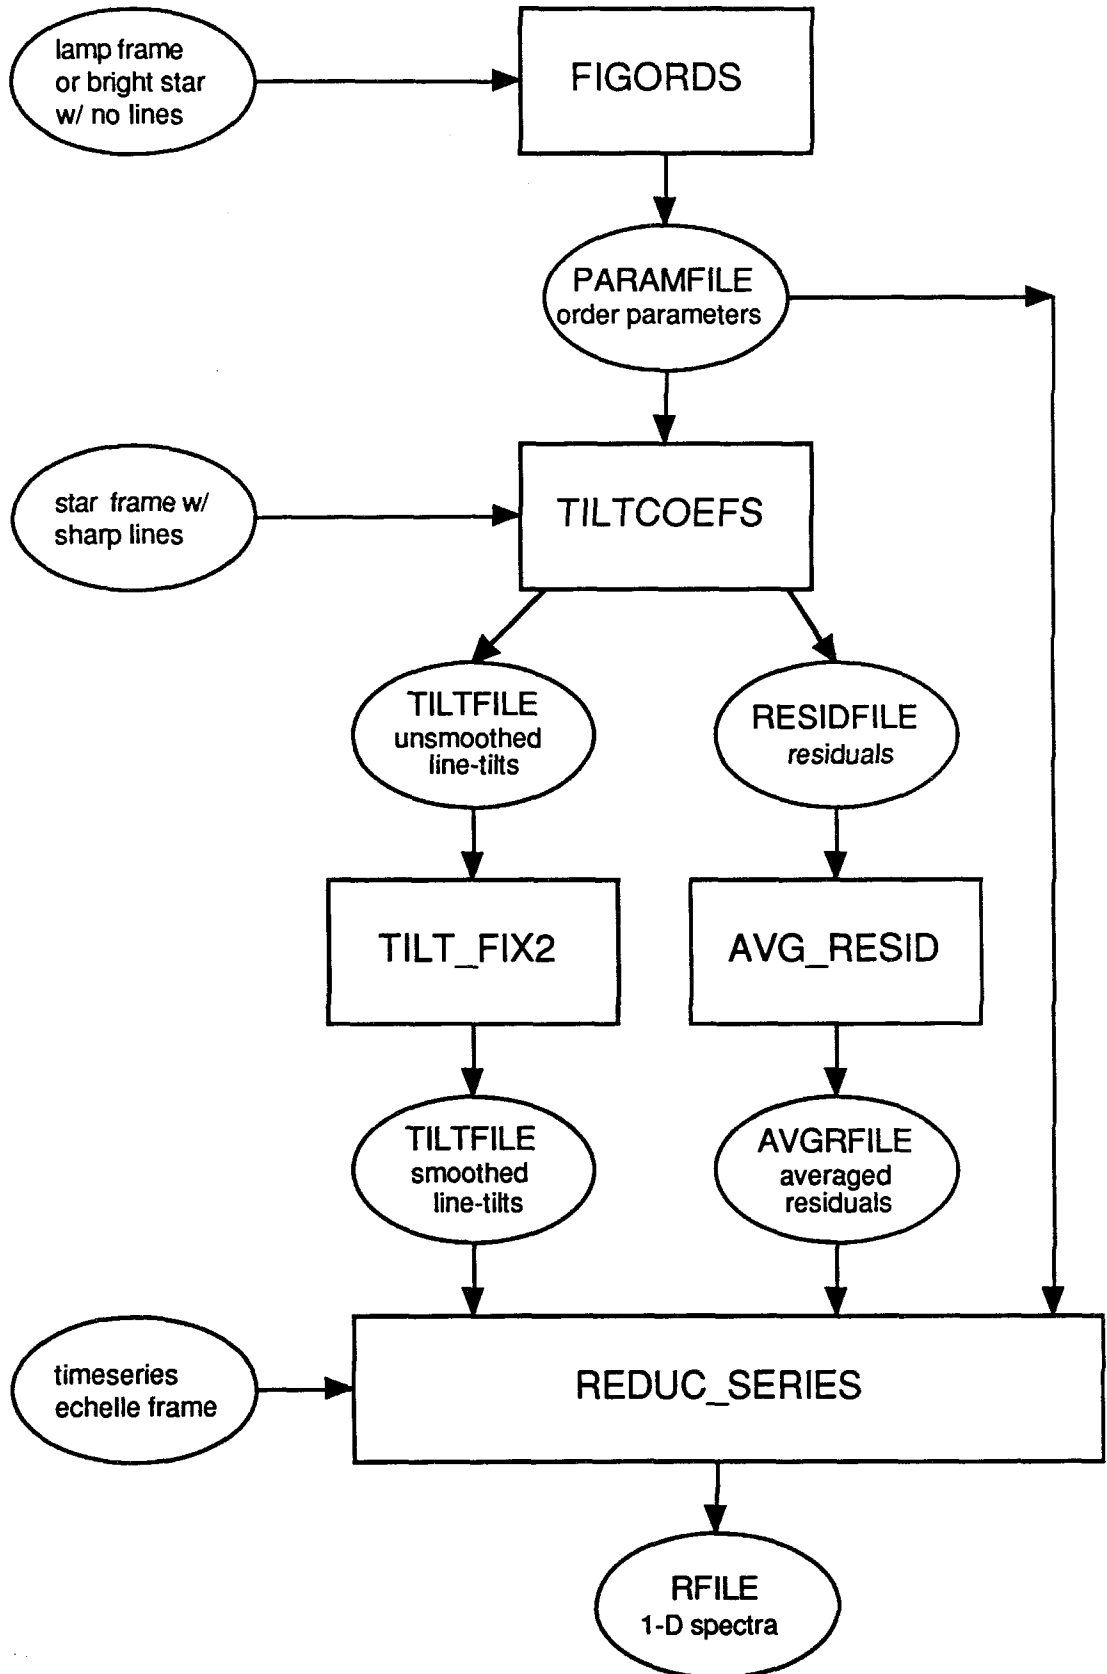 lamp frame
or bright star
w/ no lines
FIGORDS
PARAMFILE
order parameters
star frame w/
sharp lines
TILTCOEFS
TILTFILE
unsmoothed
line-tilts
RESIDFILE
residuals
TILT_FIX2
AVG_RESID
TILTFILE
smoothed
line-tilts
AVGRFILE
averaged
residuals
timeseries
echelle frame
REDUC_SERIES
RFILE
1-D spectra